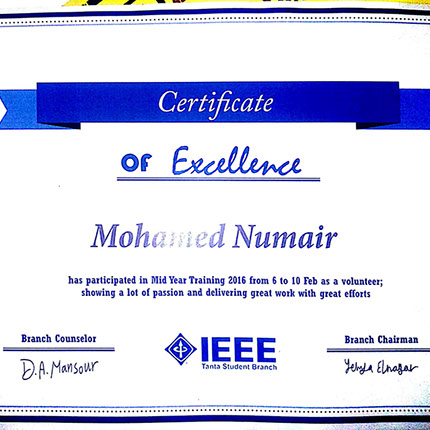 Certificate
OF Excellence
Mohamed Numair
has participated in Mid Year Training 2016 from 6 to 10 Feb as a volunteer;
showing a lot of passion and delivering great work with great efforts
Branch Counselor
Branch Chairman
D.A.Mansour
IEEE
Tanta Student Branch
Yehya Elnagar